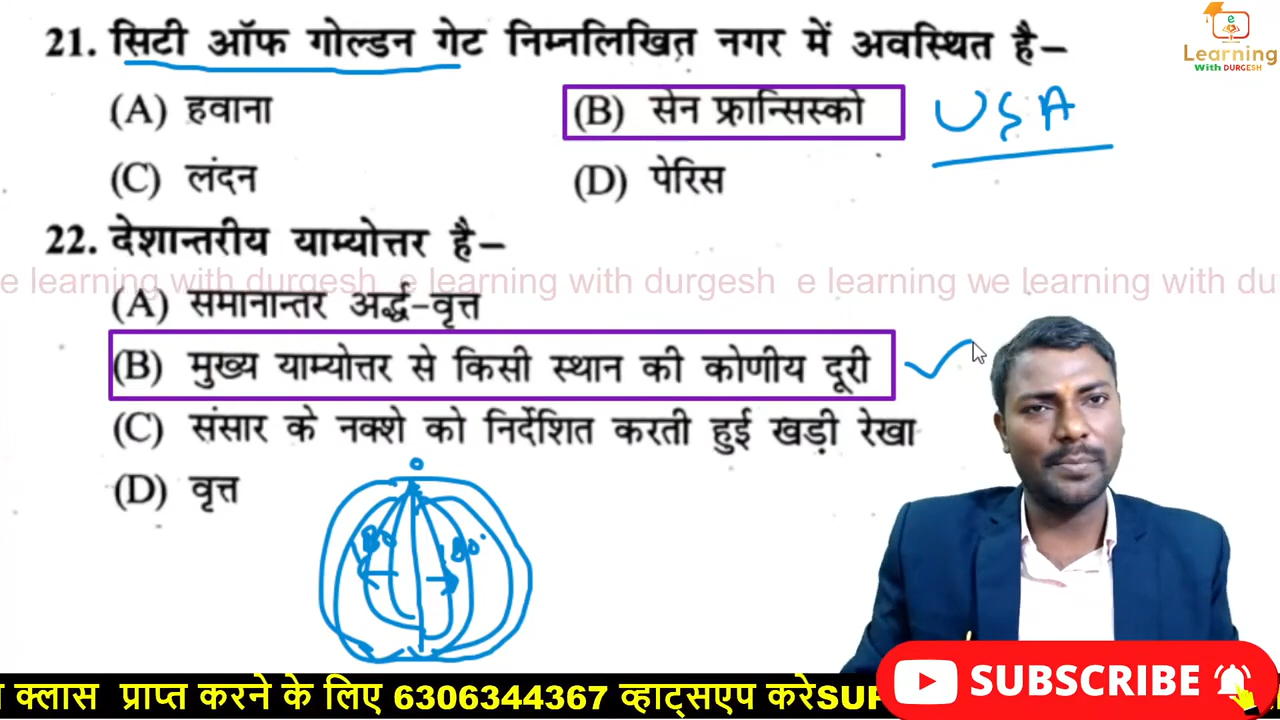 21. सिटी ऑफ गोल्डन गेट निम्नलिखित नगर में अवस्थित है–
e
Learning
With DURGESH
(A) हवाना (B) सेन फ्रान्सिस्को USA
(C) लंदन (D) पेरिस
22. देशान्तरीय याम्योत्तर है–
e learning with durgesh e learning with durgesh e learning we learning with du
(A) समानान्तर अर्द्ध-वृत्त
(B) मुख्य याम्योत्तर से किसी स्थान की कोणीय दूरी
(C) संसार के नक्शे को निर्देशित करती हुई खड़ी रेखा
(D) वृत्त
0
क्लास प्राप्त करने के लिए 6306344367 व्हाट्सएप करेSUP
SUBSCRIBE